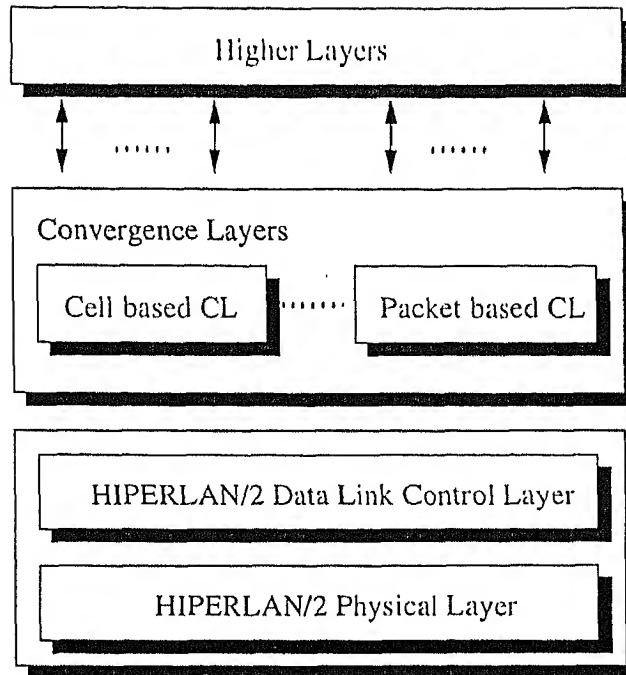 Higher Layers
Convergence Layers
Cell based CL
Packet based CL
HIPERLAN/2 Data Link Control Layer
HIPERLAN/2 Physical Layer